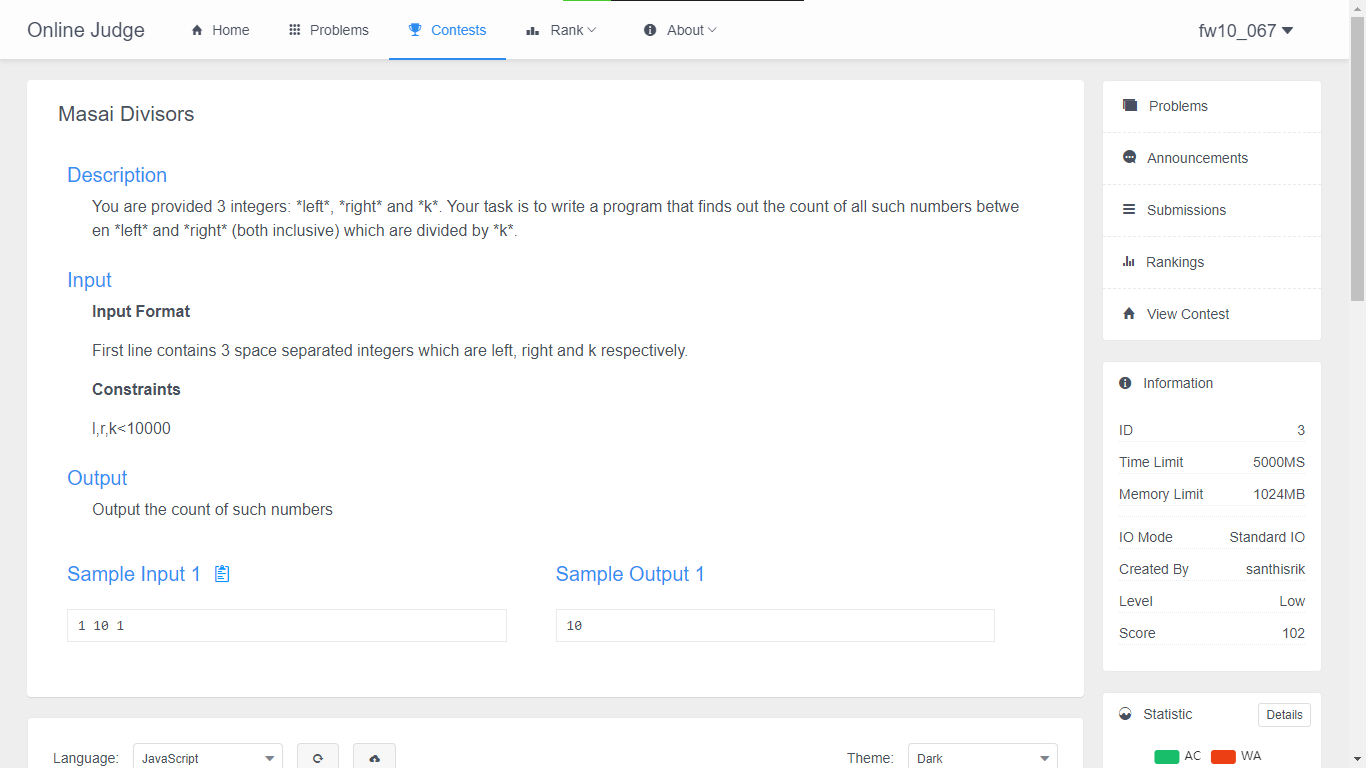 Online Judge
Home
Problems
Contests
Rank
About
fw10_067
Masai Divisors
Description
You are provided 3 integers: *left*, *right* and *k*. Your task is to write a program that finds out the count of all such numbers betwe
en *left* and *right* (both inclusive) which are divided by *k*.
Input
Input Format
First line contains 3 space separated integers which are left, right and k respectively.
Constraints
l,r,k<10000
Output
Output the count of such numbers
Sample Input 1
Sample Output 1
1 10 1
10
Language:
JavaScript
Theme:
Dark
Problems
Announcements
Submissions
Rankings
View Contest
Information
ID 3
Time Limit 5000MS
Memory Limit 1024MB
IO Mode Standard IO
Created By santhisrik
Level Low
Score 102
Statistic
Details
AC
WA